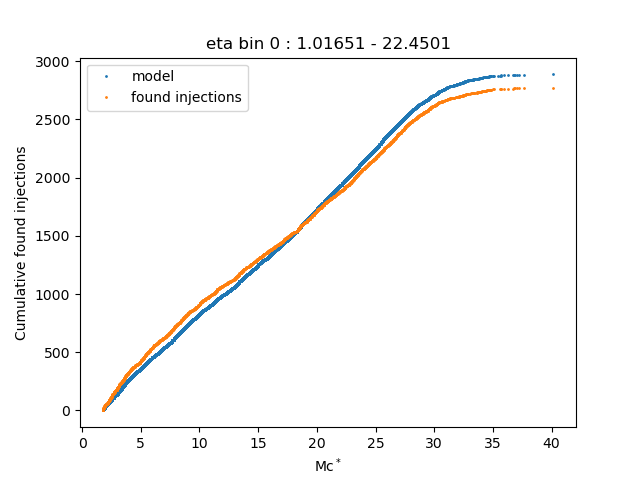 eta bin 0 : 1.01651 - 22.4501
model
found injections
Cumulative found injections
3000
2500
2000
1500
1000
500
0
0 5 10 15 20 25 30 35 40
Mc*